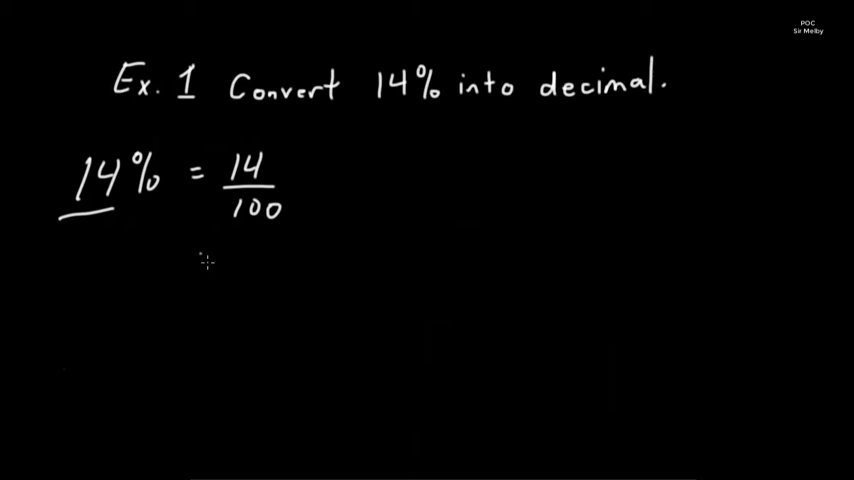 POC
Sir Melby
Ex. 1 Convert 14% into decimal.
14% = 14/100